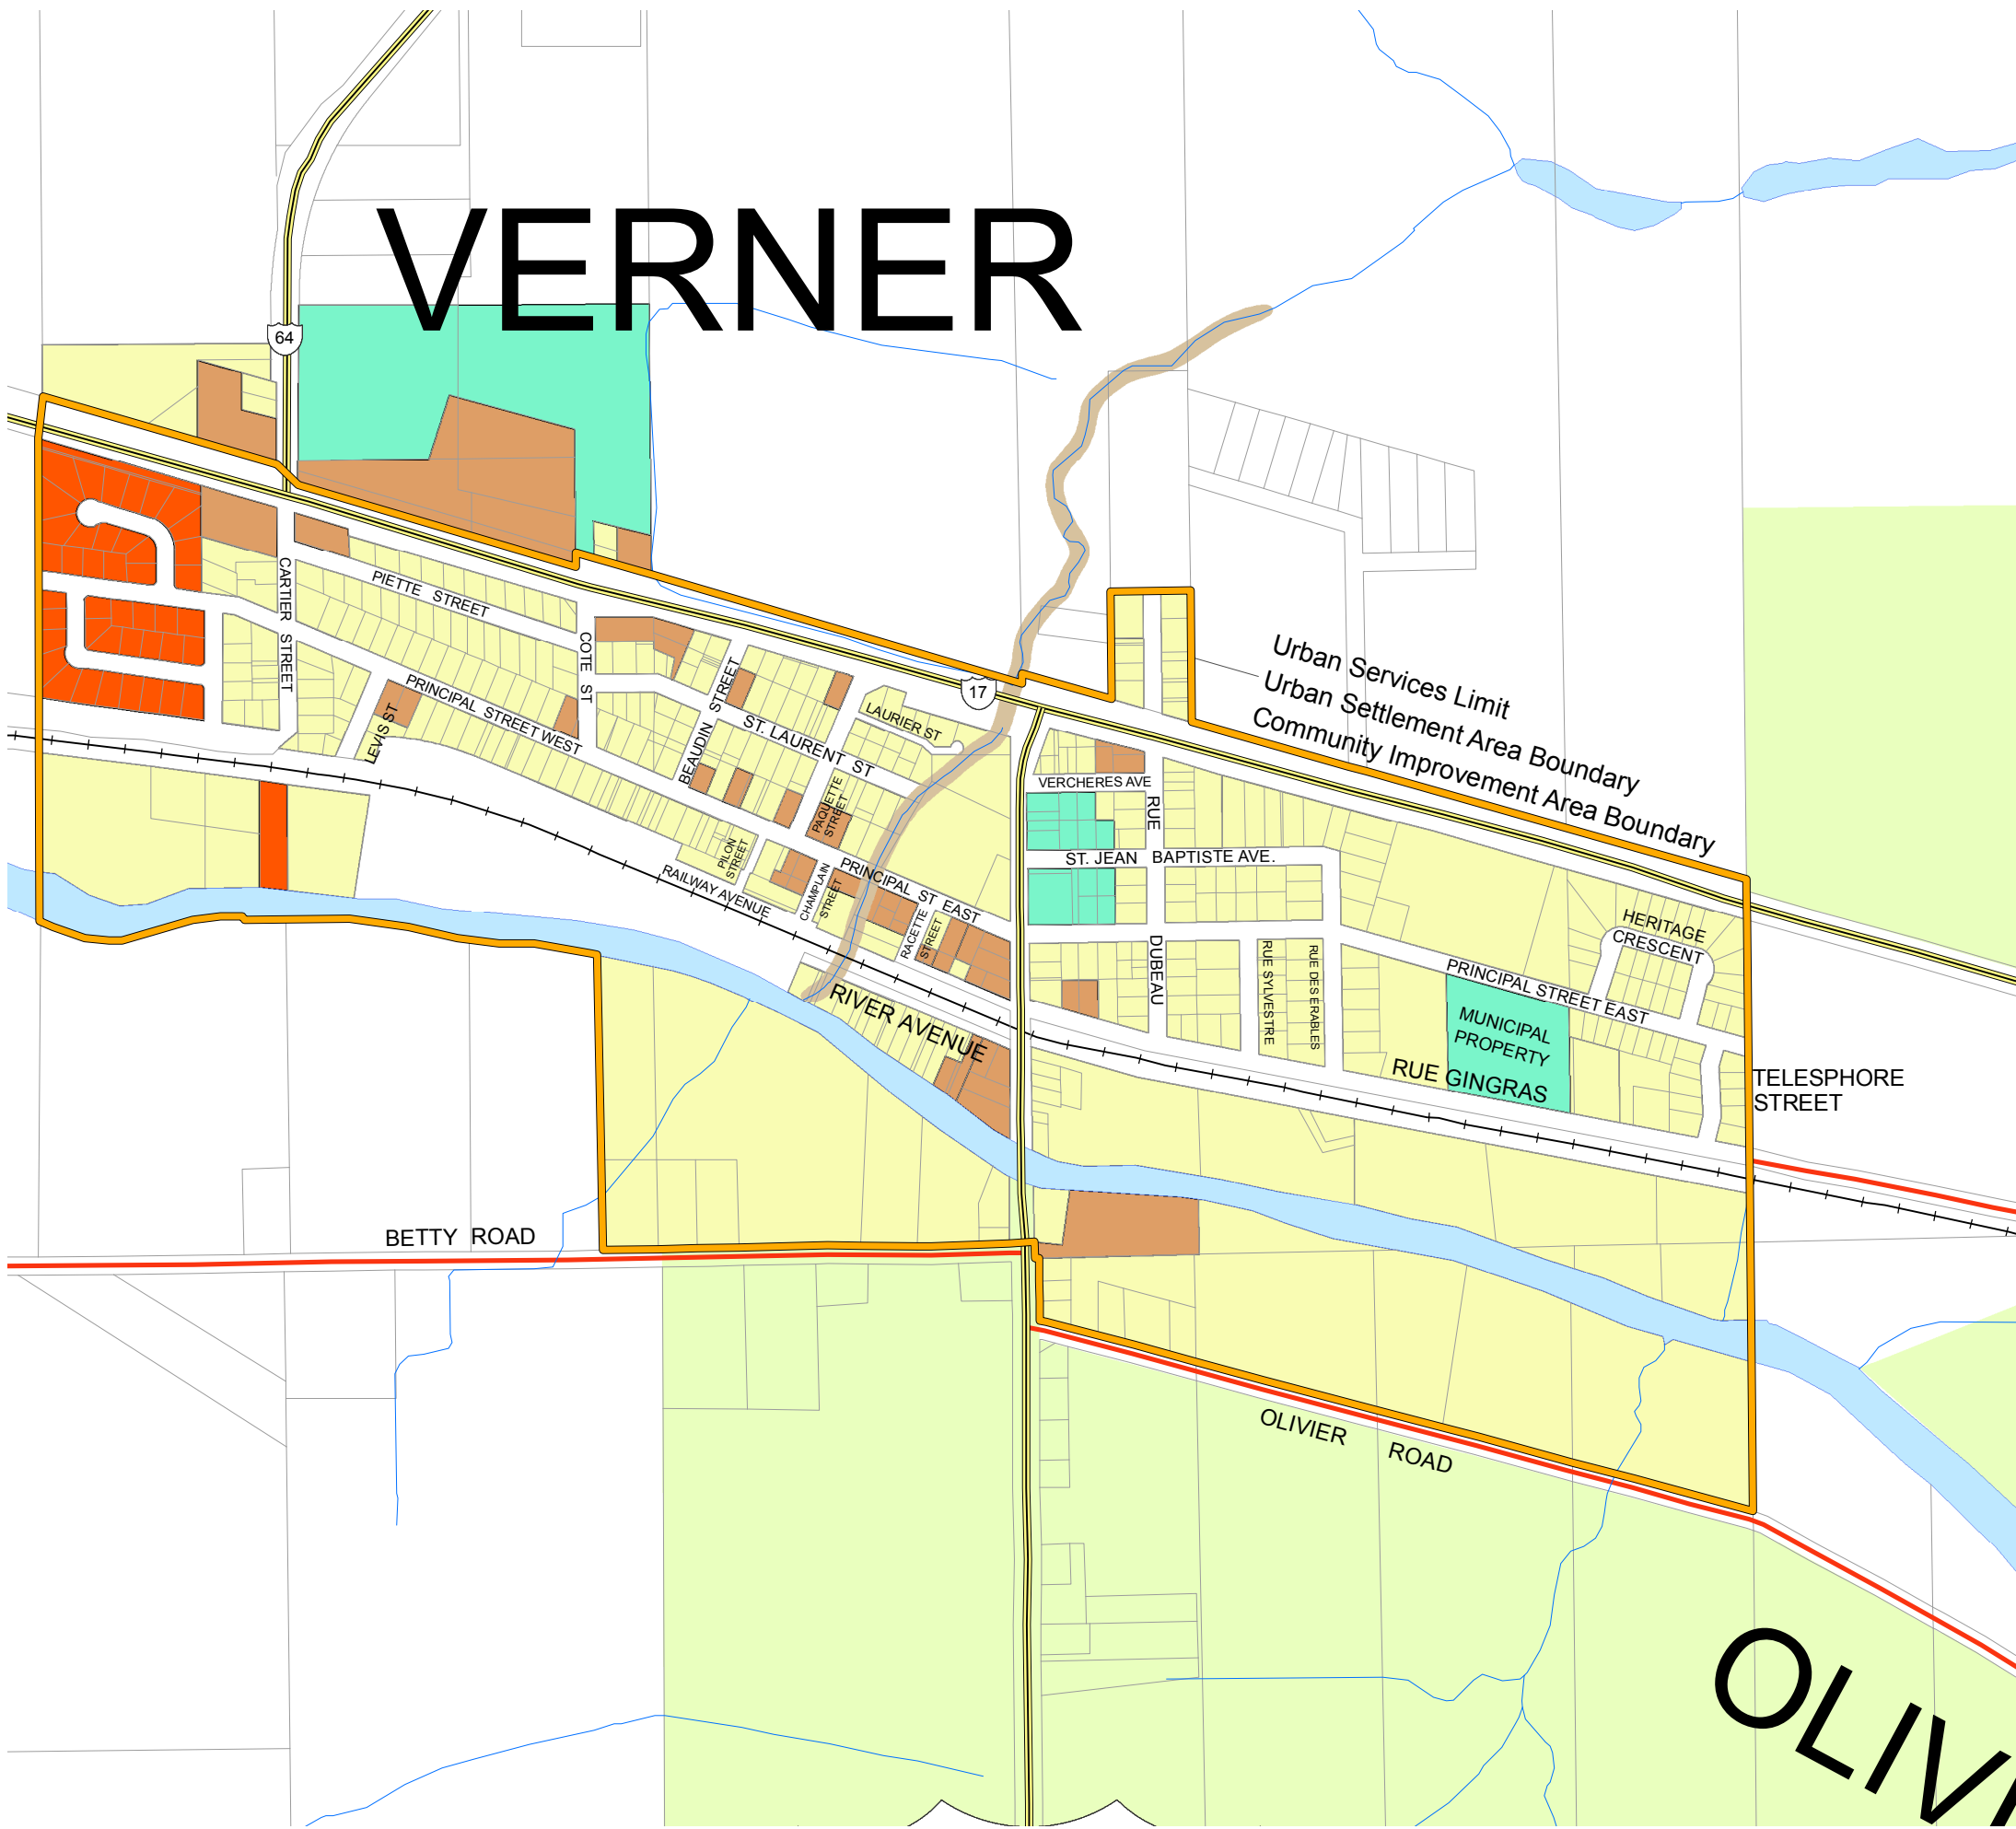 VERNER
64
PIETTE STREET
CARTIER STREET
COTE ST
17
Urban Services Limit
Urban Settlement Area Boundary
Community Improvement Area Boundary
PRINCIPAL STREET WEST
LEVIS ST
BEAUDIN STREET
ST. LAURENT ST
LAURIER ST
VERCHERES AVE
PAQUETTE
STREET
RUE DUBEAU
PILON
STREET
ST. JEAN BAPTISTE AVE.
RAILWAY AVENUE
CHAMPLAIN
STREET
PRINCIPAL ST EAST
RACETTE
STREET
HERITAGE
CRESCENT
RUE SYLVESTRE
RUE DES ERABLES
PRINCIPAL STREET EAST
RIVER AVENUE
MUNICIPAL
PROPERTY
RUE GINGRAS
TELESPHORE
STREET
BETTY ROAD
OLIVIER ROAD